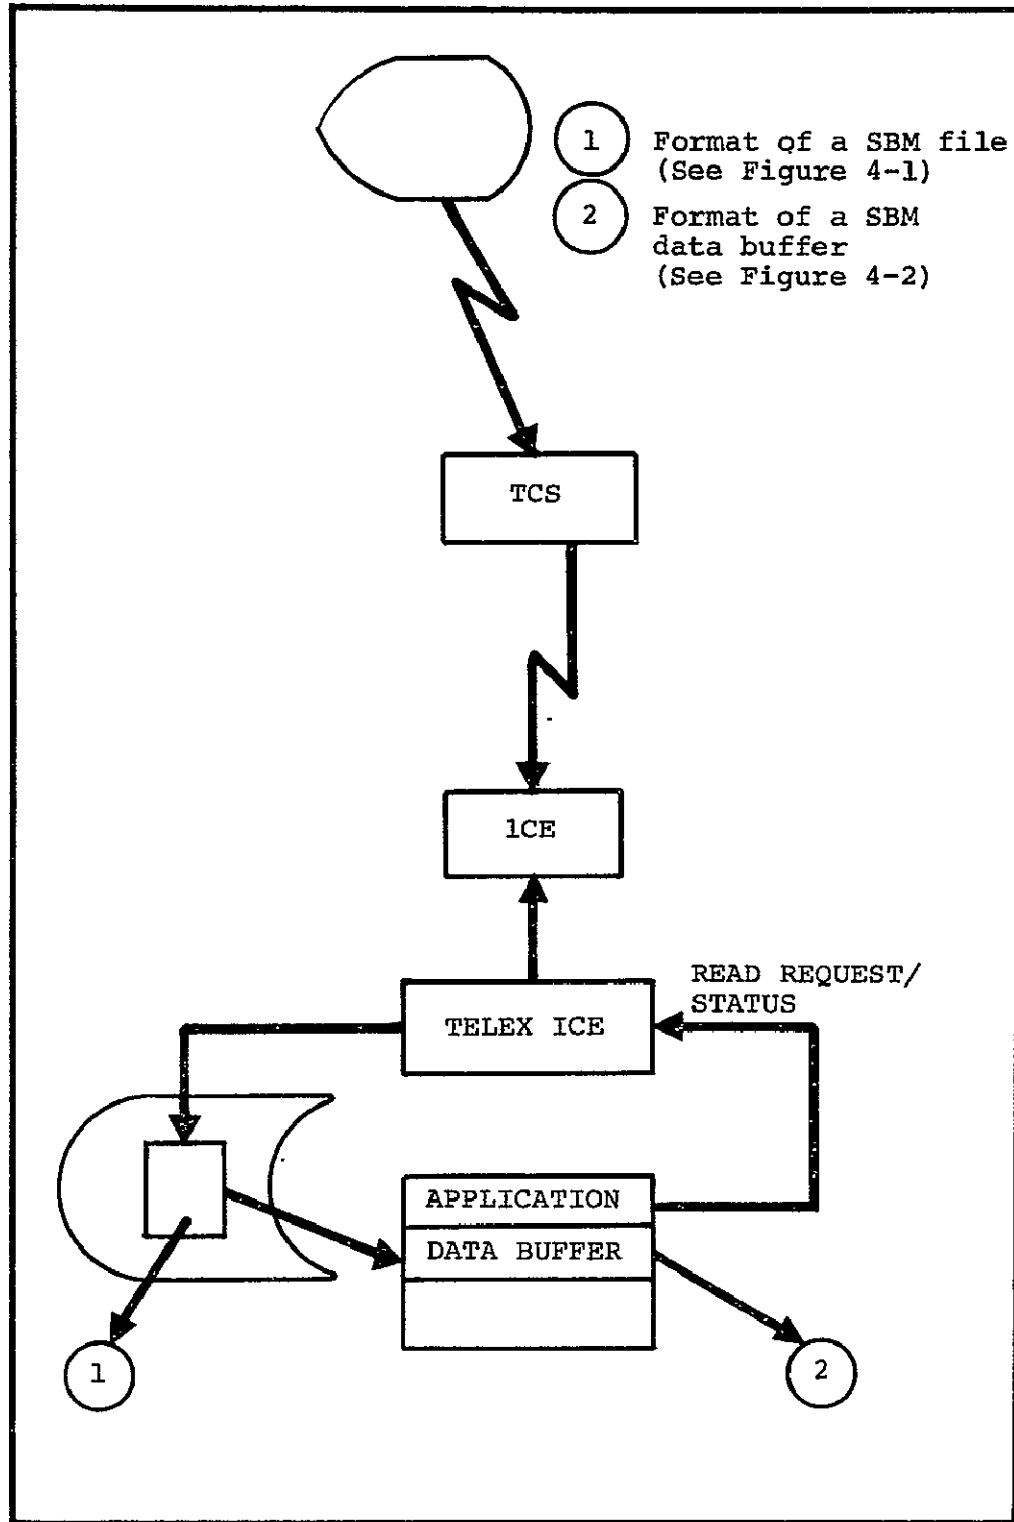 1 Format of a SBM file
(See Figure 4-1)
2 Format of a SBM
data buffer
(See Figure 4-2)
TCS
1CE
READ REQUEST/
STATUS
TELEX ICE
APPLICATION
DATA BUFFER
1
2